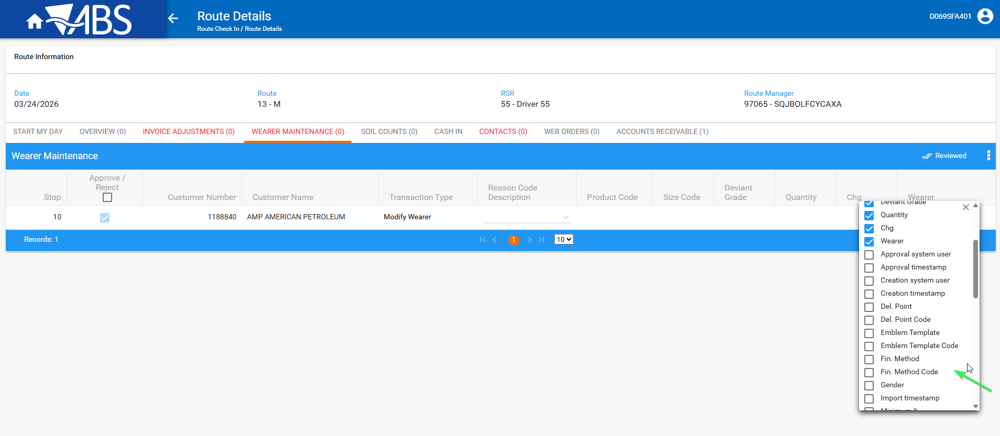 ABS
Route Details
Route Check In / Route Details
D069SFA401
Route Information
Date
03/24/2026
Route
13 - M
RSR
55 - Driver 55
Route Manager
97065 - SQJBOLFCYCAXA
START MY DAY
OVERVIEW (0)
INVOICE ADJUSTMENTS (0)
WEARER MAINTENANCE (0)
SOIL COUNTS (0)
CASH IN
CONTACTS (0)
WEB ORDERS (0)
ACCOUNTS RECEIVABLE (1)
Wearer Maintenance
Reviewed
Stop
Approve /
Reject
Customer Number
Customer Name
Transaction Type
Reason Code
Description
Product Code
Size Code
Deviant
Grade
Quantity
Chg
Wearer
10
1188840
AMP AMERICAN PETROLEUM
Modify Wearer
Records: 1
1
10
Deviant Grade
Quantity
Chg
Wearer
Approval system user
Approval timestamp
Creation system user
Creation timestamp
Del. Point
Del. Point Code
Emblem Template
Emblem Template Code
Fin. Method
Fin. Method Code
Gender
Import timestamp
Minimum %